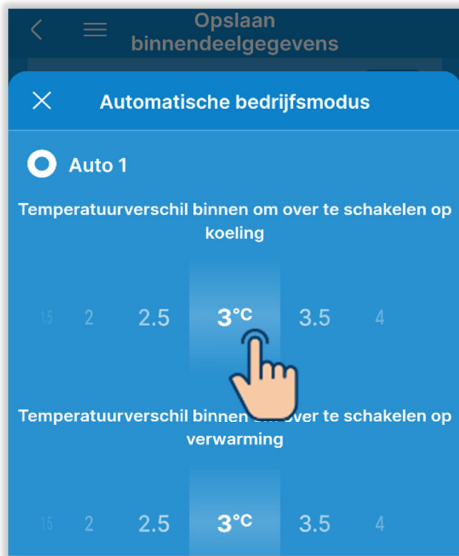 Opslaan
binnendeelgegevens
Automatische bedrijfsmodus
Auto 1
Temperatuurverschil binnen om over te schakelen op
koeling
1.5 2 2.5 3°C 3.5 4
Temperatuurverschil binnen om over te schakelen op
verwarming
1.5 2 2.5 3°C 3.5 4